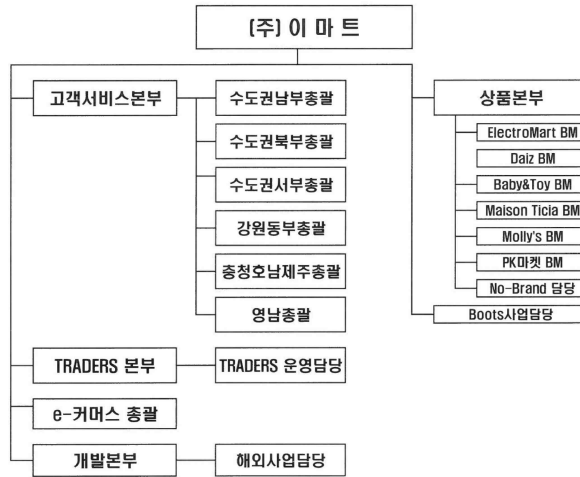 (주) 이 마 트
고객서비스본부
수도권남부총괄
수도권북부총괄
수도권서부총괄
강원동부총괄
충청호남제주총괄
영남총괄
TRADERS 본부
TRADERS 운영담당
e-커머스 총괄
개발본부
해외사업담당
상품본부
ElectroMart BM
Daiz BM
Baby&Toy BM
Maison Ticia BM
Molly's BM
PK마켓 BM
No-Brand 담당
Boots사업담당